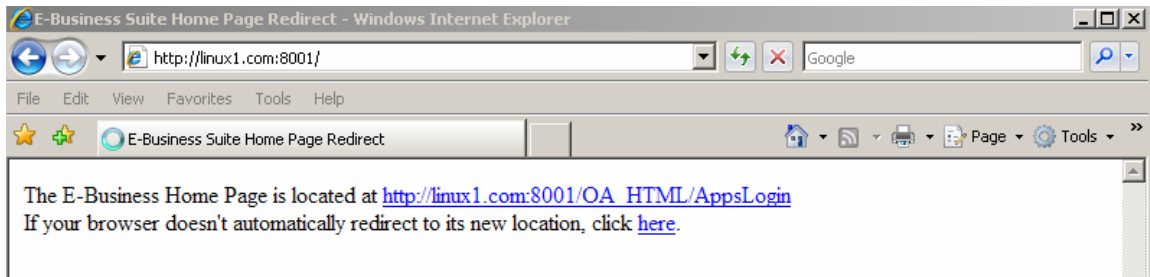 E-Business Suite Home Page Redirect - Windows Internet Explorer
http://linux1.com:8001/
Google
File Edit View Favorites Tools Help
E-Business Suite Home Page Redirect
Page Tools »
The E-Business Home Page is located at http://linux1.com:8001/OA_HTML/AppsLogin
If your browser doesn't automatically redirect to its new location, click here.